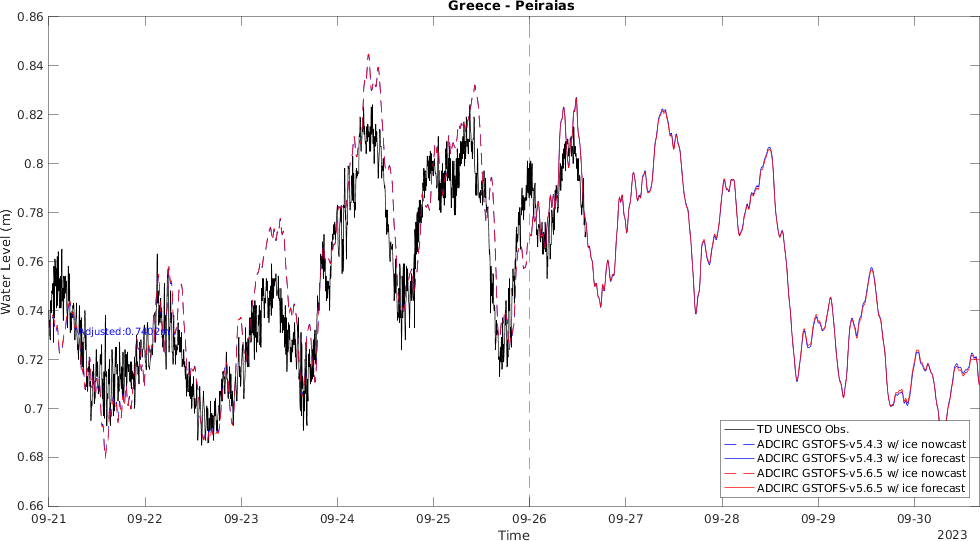 Greece - Peiraias
0.86
0.84
0.82
0.8
0.78
0.76
0.74
0.72
0.7
0.68
0.66
Water Level (m)
Adjusted:0.7402m
TD UNESCO Obs.
ADCIRC GSTOFS-v5.4.3 w/ ice nowcast
ADCIRC GSTOFS-v5.4.3 w/ ice forecast
ADCIRC GSTOFS-v5.6.5 w/ ice nowcast
ADCIRC GSTOFS-v5.6.5 w/ ice forecast
09-21 09-22 09-23 09-24 09-25 09-26 09-27 09-28 09-29 09-30
Time
2023